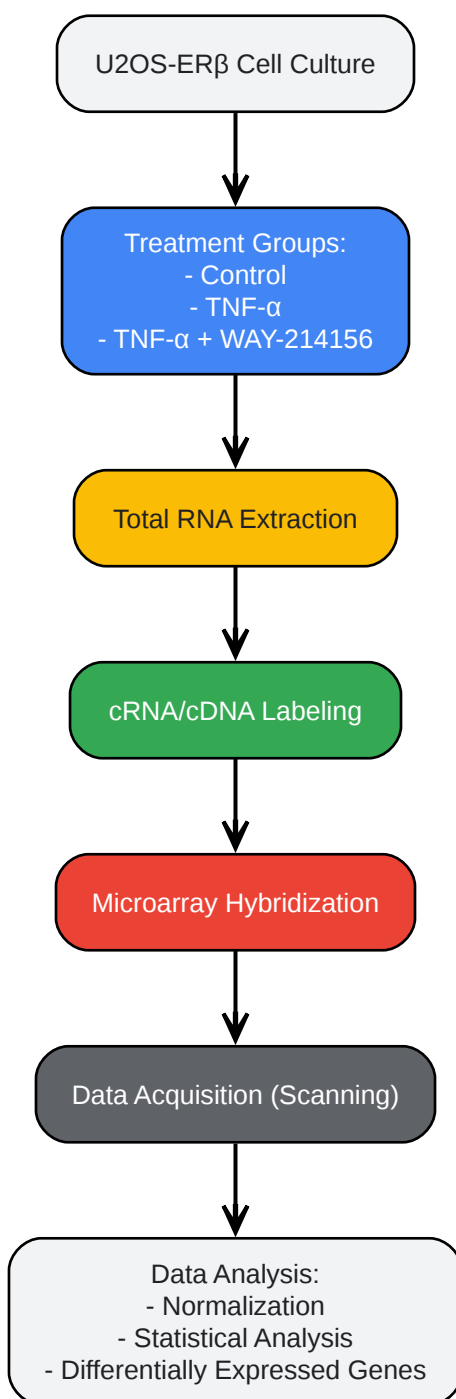 U2OS-ERβ Cell Culture
Treatment Groups:
- Control
- TNF-α
- TNF-α + WAY-214156
Total RNA Extraction
cRNA/cDNA Labeling
Microarray Hybridization
Data Acquisition (Scanning)
Data Analysis:
- Normalization
- Statistical Analysis
- Differentially Expressed Genes